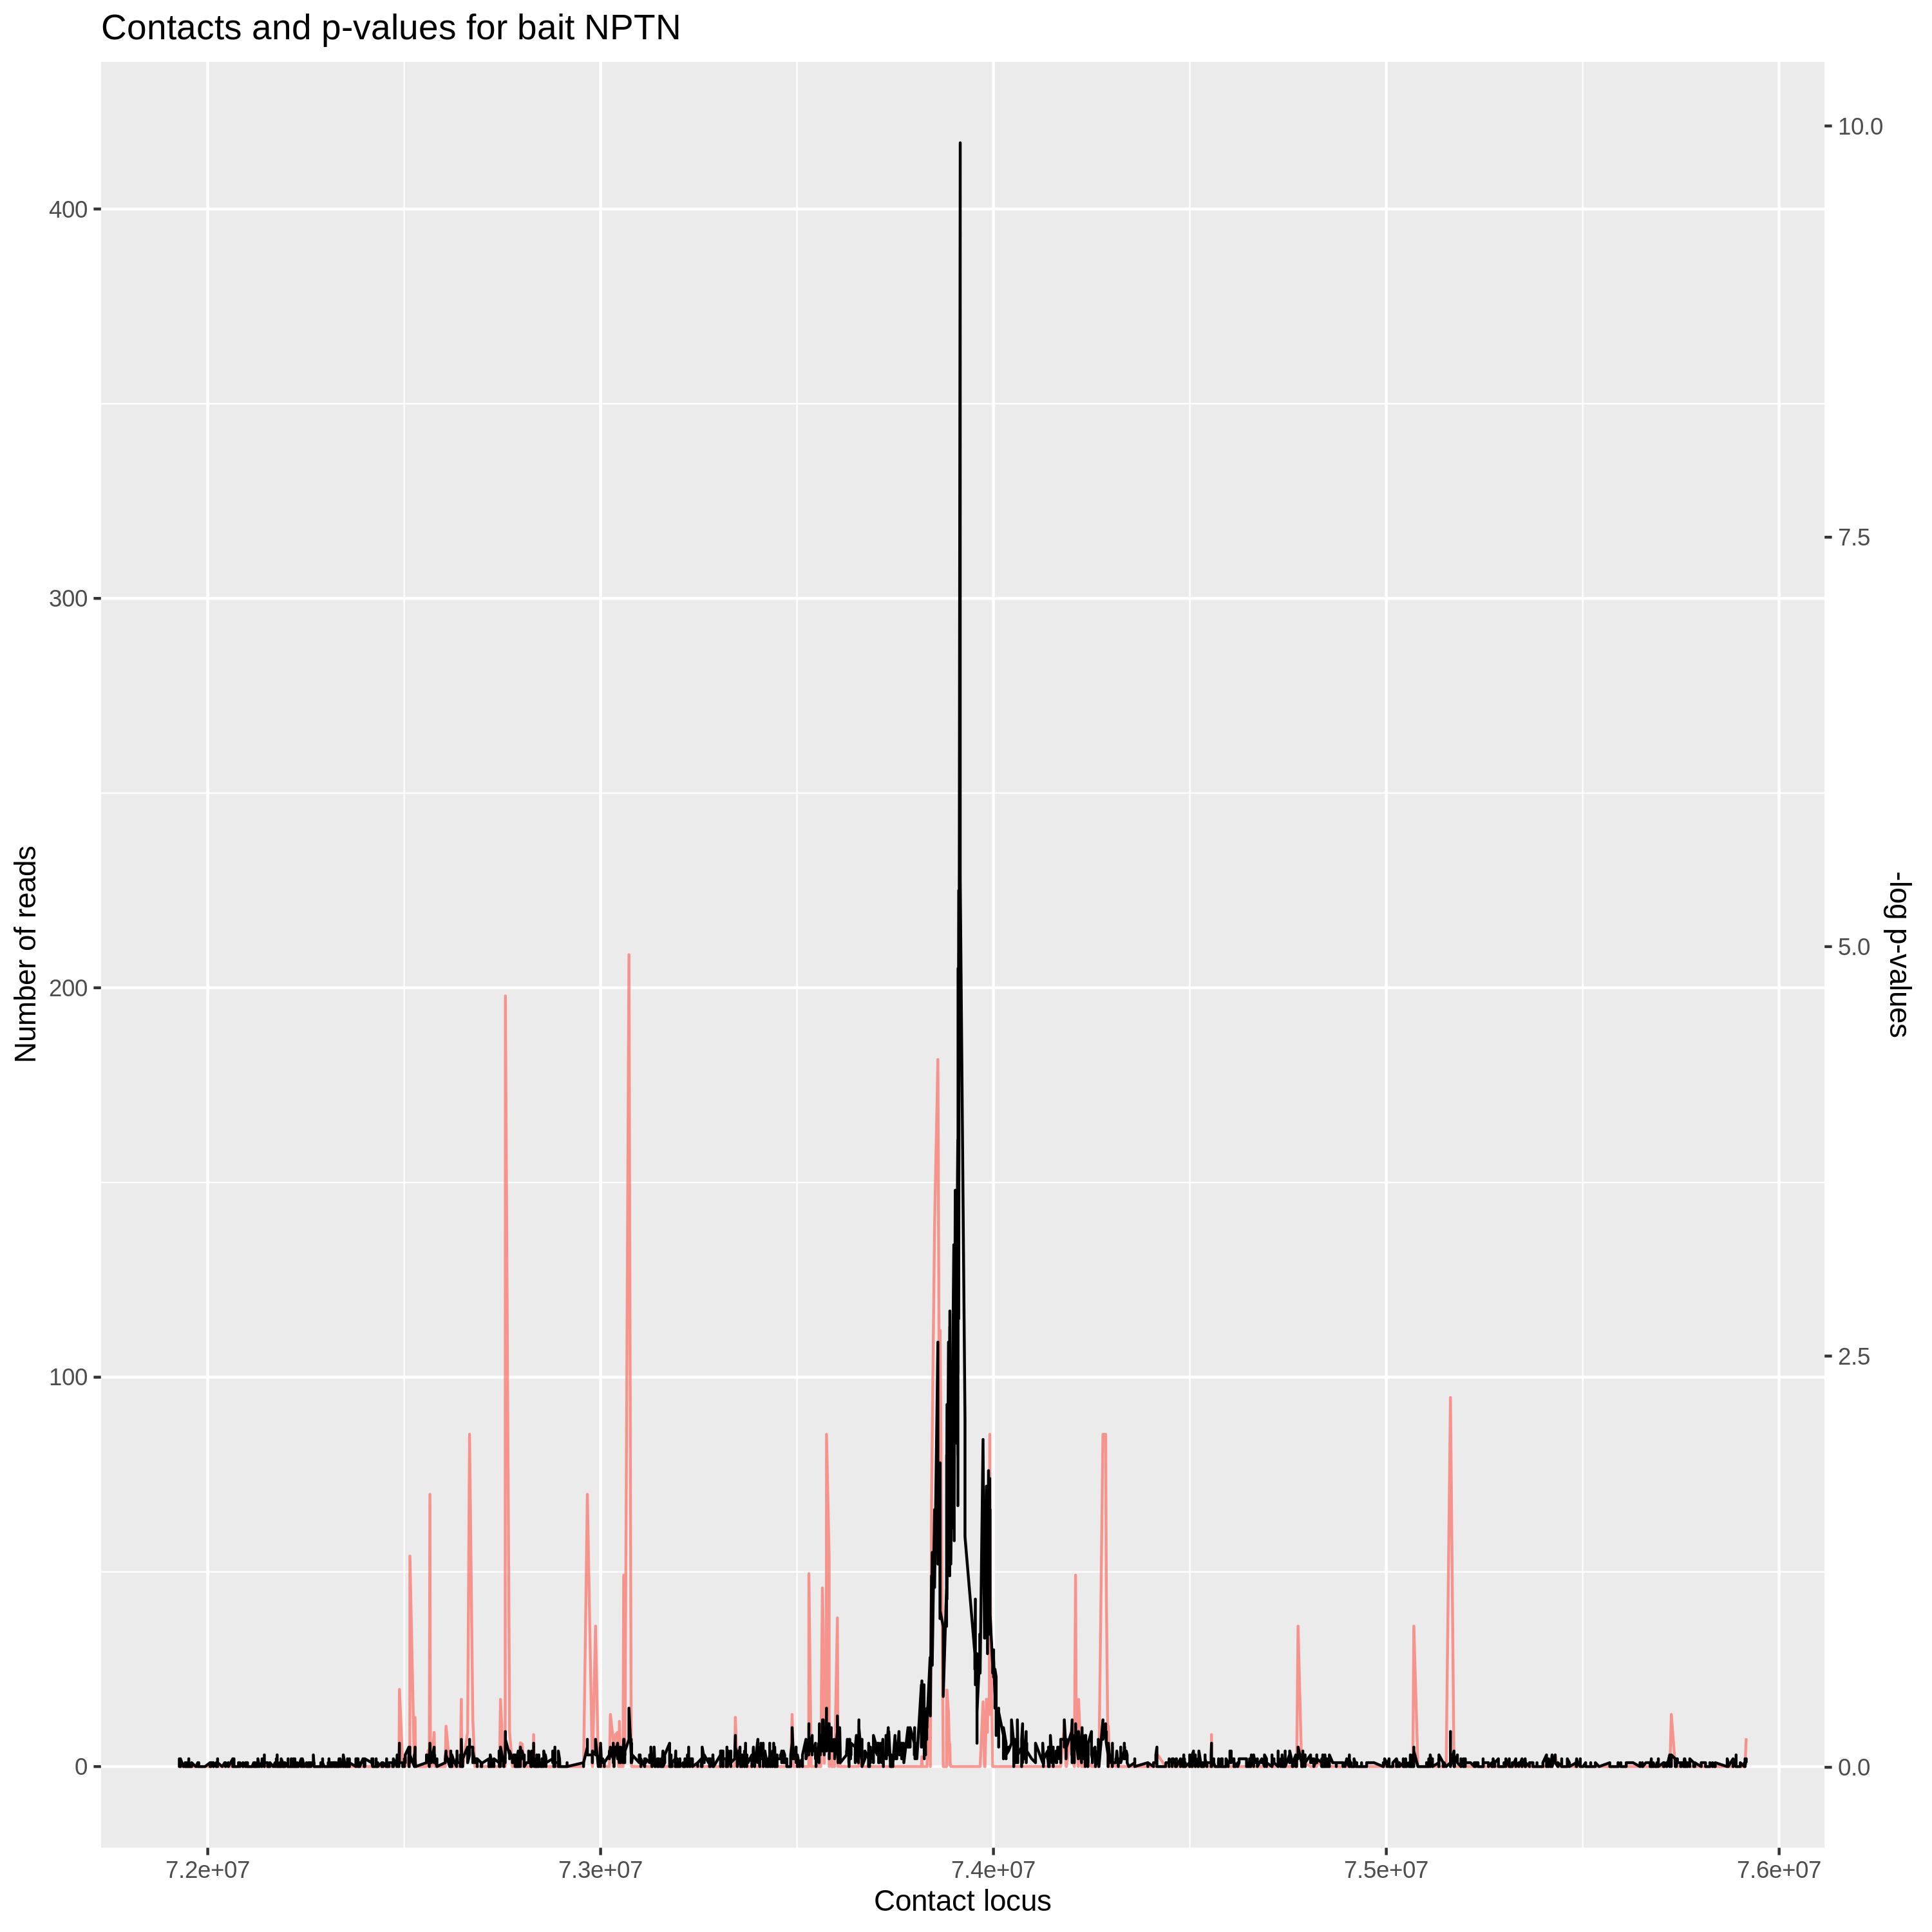 Contacts and p-values for bait NPTN
10.0
400
7.5
300
Number of reads
-log p-values
5.0
200
100
2.5
0
0.0
7.2e+07
7.3e+07
7.4e+07
7.5e+07
7.6e+07
Contact locus